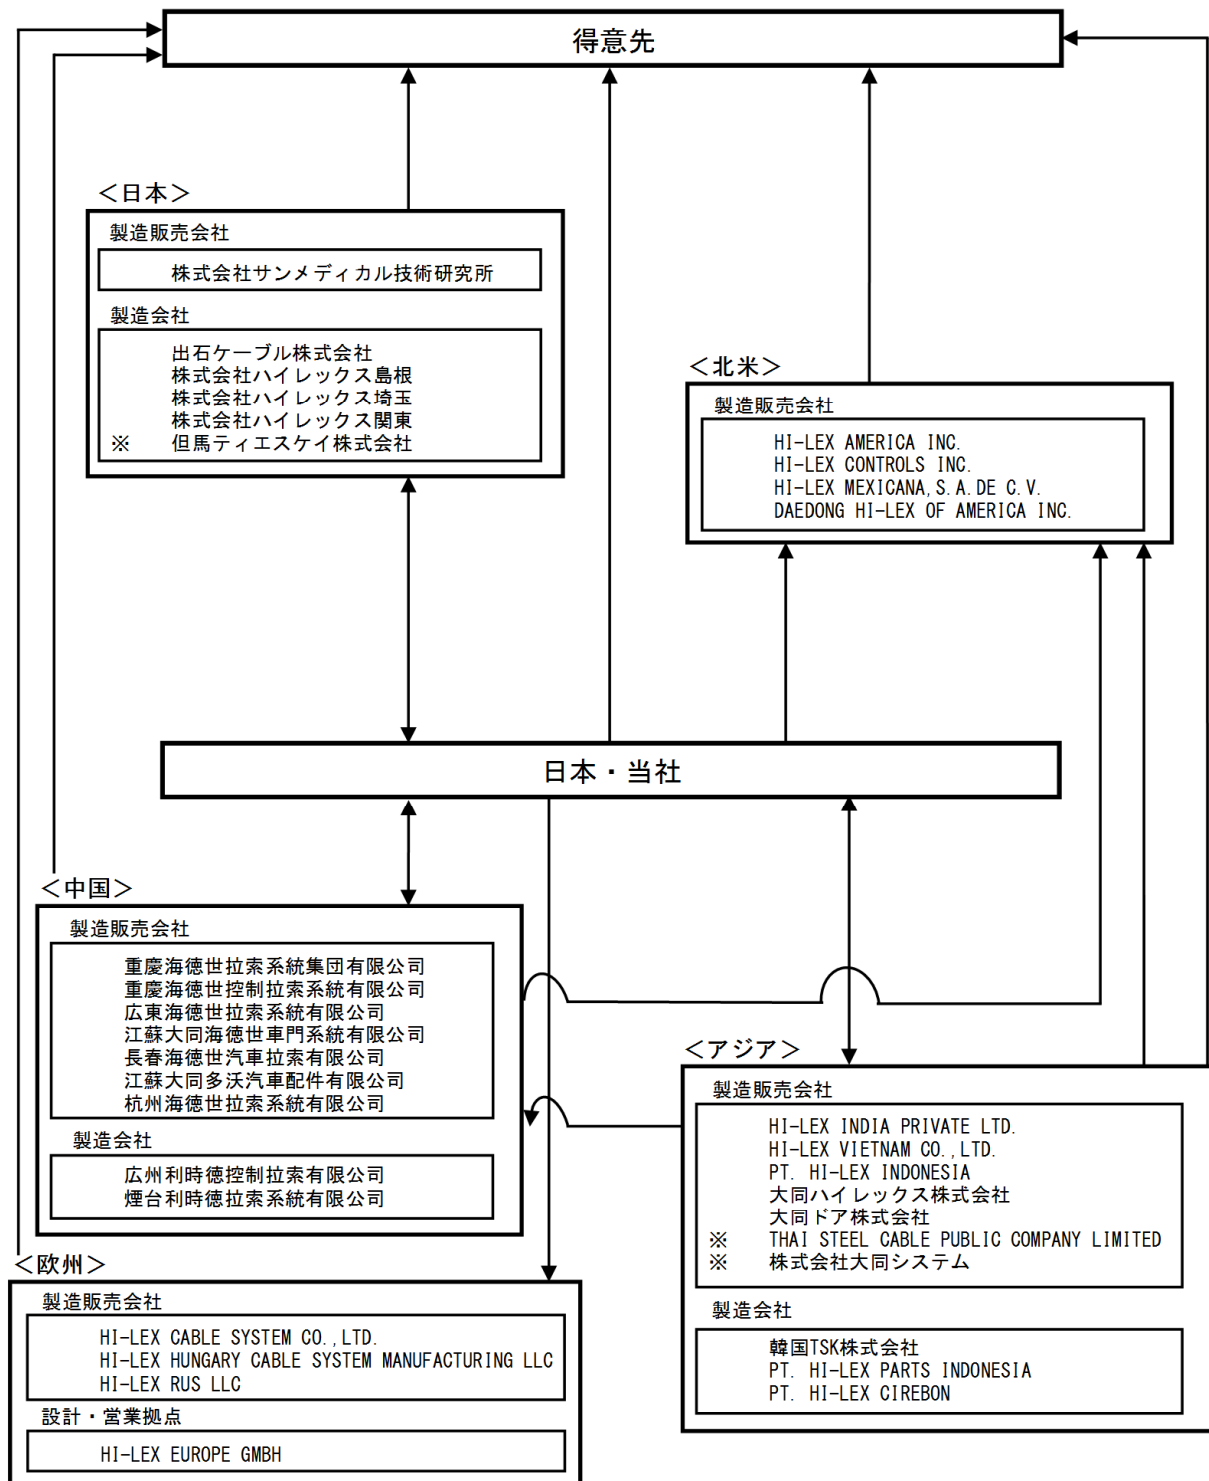 得意先
＜日本＞
製造販売会社
株式会社サンメディカル技術研究所
製造会社
出石ケーブル株式会社
株式会社ハイレックス島根
株式会社ハイレックス埼玉
株式会社ハイレックス関東
※ 但馬ティエスケイ株式会社
＜北米＞
製造販売会社
HI-LEX AMERICA INC.
HI-LEX CONTROLS INC.
HI-LEX MEXICANA,S.A.DE C.V.
DAEDONG HI-LEX OF AMERICA INC.
日本・当社
＜中国＞
製造販売会社
重慶海徳世拉索系統集団有限公司
重慶海徳世控制拉索系統有限公司
広東海徳世拉索系統有限公司
江蘇大同海徳世車門系統有限公司
長春海徳世汽車拉索有限公司
江蘇大同多沃汽車配件有限公司
杭州海徳世拉索系統有限公司
製造会社
広州利時徳控制拉索有限公司
煙台利時徳拉索系統有限公司
＜アジア＞
製造販売会社
HI-LEX INDIA PRIVATE LTD.
HI-LEX VIETNAM CO.,LTD.
PT. HI-LEX INDONESIA
大同ハイレックス株式会社
大同ドア株式会社
※ THAI STEEL CABLE PUBLIC COMPANY LIMITED
※ 株式会社大同システム
製造会社
韓国TSK株式会社
PT. HI-LEX PARTS INDONESIA
PT. HI-LEX CIREBON
＜欧州＞
製造販売会社
HI-LEX CABLE SYSTEM CO.,LTD.
HI-LEX HUNGARY CABLE SYSTEM MANUFACTURING LLC
HI-LEX RUS LLC
設計・営業拠点
HI-LEX EUROPE GMBH